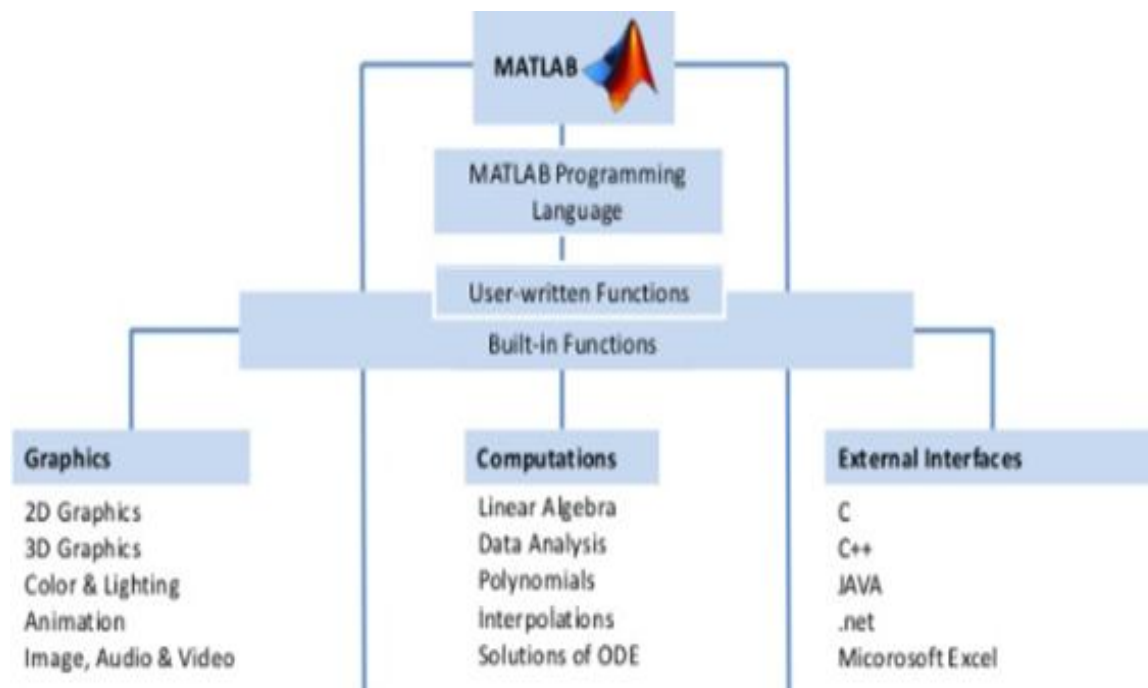 MATLAB
MATLAB Programming
Language
User-written Functions
Built-in Functions
Graphics
2D Graphics
3D Graphics
Color & Lighting
Animation
Image, Audio & Video
Computations
Linear Algebra
Data Analysis
Polynomials
Interpolations
Solutions of ODE
External Interfaces
C
C++
JAVA
.net
Micorosoft Excel